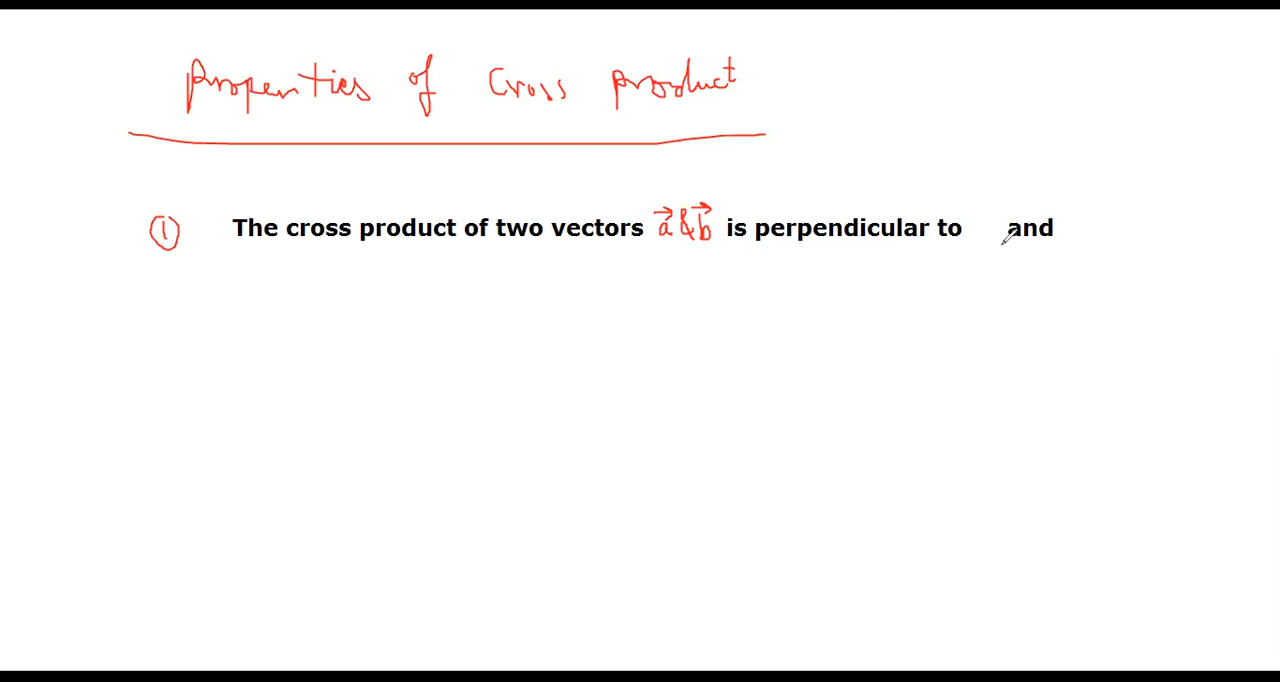 Properties of Cross product
① The cross product of two vectors a⃗ & b⃗ is perpendicular to and